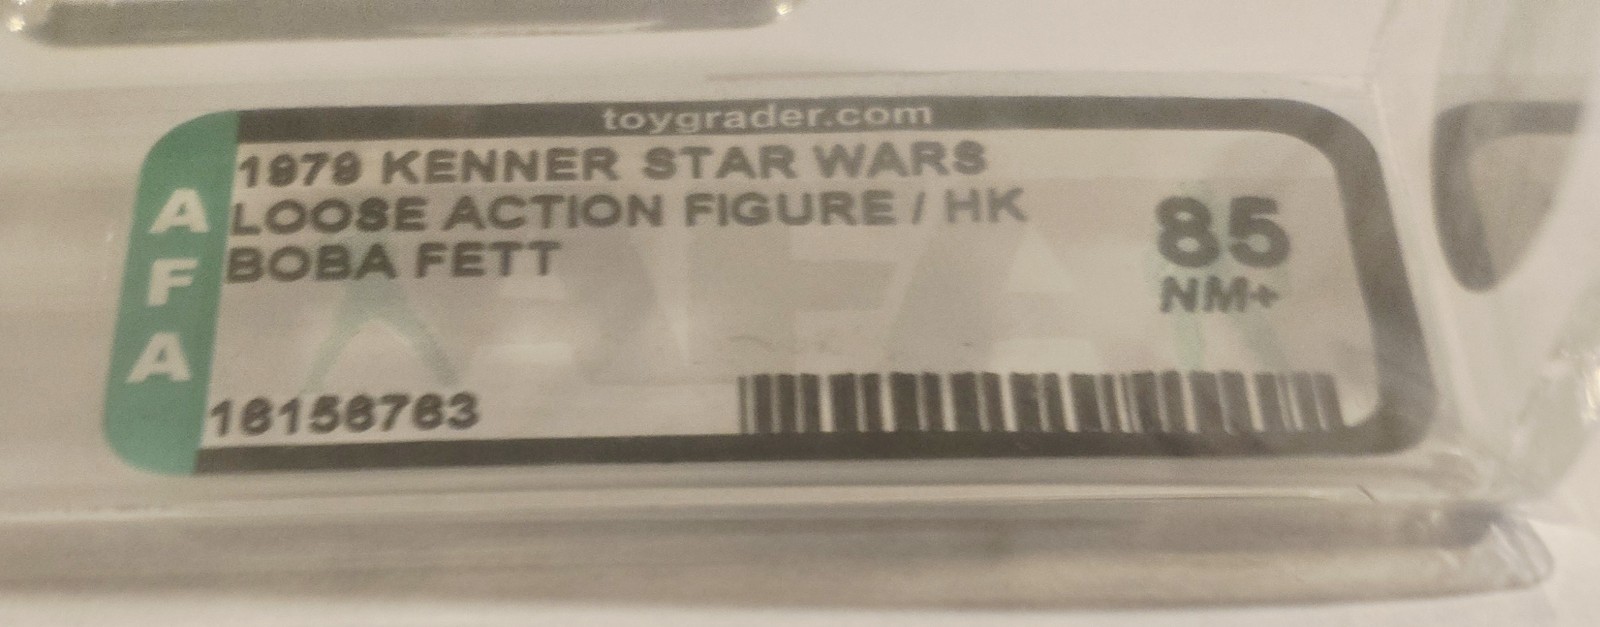 toygrader.com
1979 KENNER STAR WARS
LOOSE ACTION FIGURE / HK
BOBA FETT
85
NM+
AFA
16156763